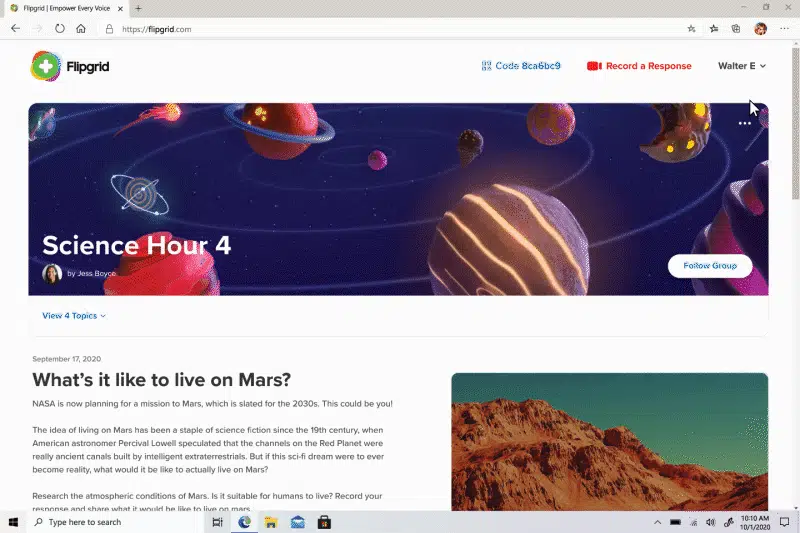 Flipgrid | Empower Every Voice
https://flipgrid.com
Flipgrid
Code 8ca6bc9
Record a Response
Walter E
Science Hour 4
by Jess Boyce
Follow Group
View 4 Topics
September 17, 2020
What's it like to live on Mars?
NASA is now planning for a mission to Mars, which is slated for the 2030s. This could be you!
The idea of living on Mars has been a staple of science fiction since the 19th century, when
American astronomer Percival Lowell speculated that the channels on the Red Planet were
really ancient canals built by intelligent extraterrestrials. But if this sci-fi dream were to ever
become reality, what would it be like to actually live on Mars?
Research the atmospheric conditions of Mars. Is it suitable for humans to live? Record your
response and share what it would be like to live on mars.
Type here to search
10:10 AM
10/1/2020